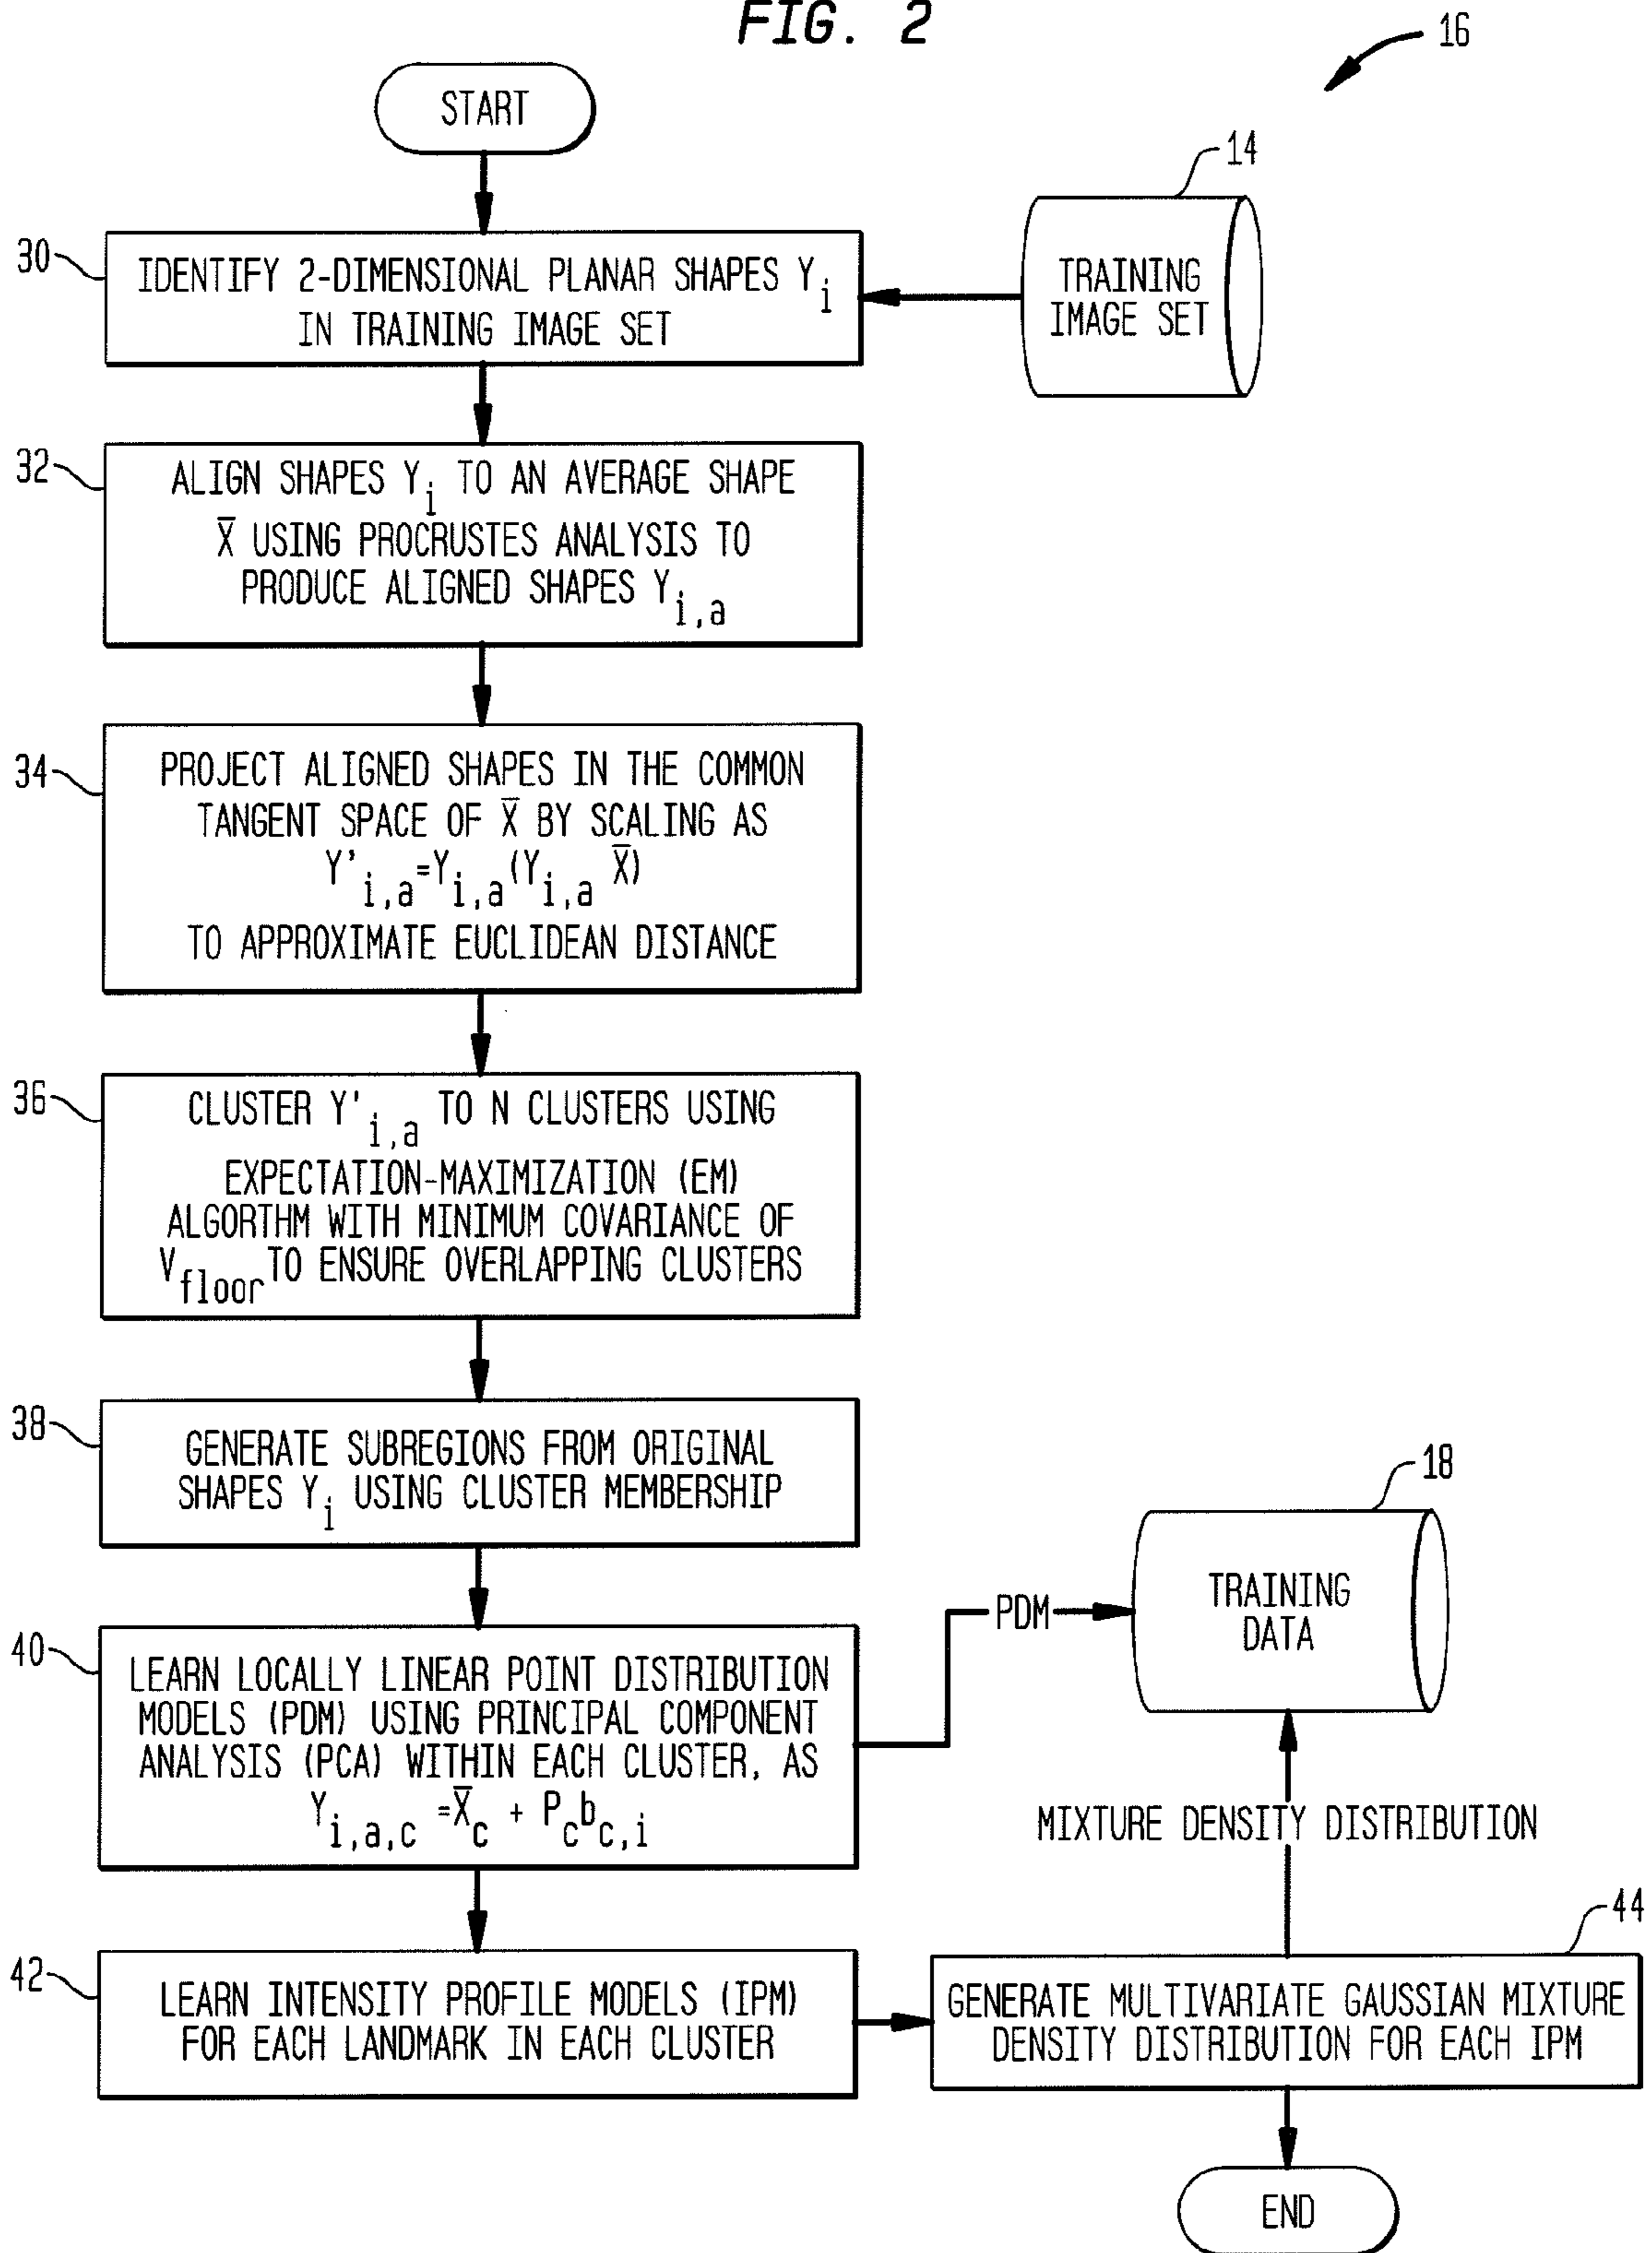 FIG. 2
16
START
14
30
IDENTIFY 2-DIMENSIONAL PLANAR SHAPES Y_i
IN TRAINING IMAGE SET
TRAINING
IMAGE SET
32
ALIGN SHAPES Y_i TO AN AVERAGE SHAPE
X̅ USING PROCRUSTES ANALYSIS TO
PRODUCE ALIGNED SHAPES Y_i,a
34
PROJECT ALIGNED SHAPES IN THE COMMON
TANGENT SPACE OF X̅ BY SCALING AS
Y'_i,a=Y_i,a(Y_i,a X̅)
TO APPROXIMATE EUCLIDEAN DISTANCE
36
CLUSTER Y'_i,a TO N CLUSTERS USING
EXPECTATION-MAXIMIZATION (EM)
ALGORTHM WITH MINIMUM COVARIANCE OF
V_floor TO ENSURE OVERLAPPING CLUSTERS
38
GENERATE SUBREGIONS FROM ORIGINAL
SHAPES Y_i USING CLUSTER MEMBERSHIP
18
TRAINING
DATA
PDM
40
LEARN LOCALLY LINEAR POINT DISTRIBUTION
MODELS (PDM) USING PRINCIPAL COMPONENT
ANALYSIS (PCA) WITHIN EACH CLUSTER, AS
Y_i,a,c =X̅_c + P_c b_c,i
MIXTURE DENSITY DISTRIBUTION
42
LEARN INTENSITY PROFILE MODELS (IPM)
FOR EACH LANDMARK IN EACH CLUSTER
44
GENERATE MULTIVARIATE GAUSSIAN MIXTURE
DENSITY DISTRIBUTION FOR EACH IPM
END